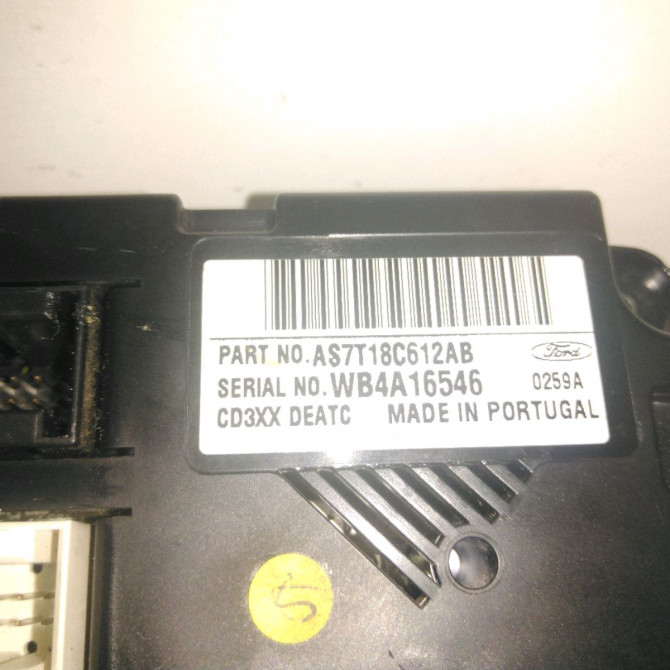 PART NO. AS7T18C612AB
Ford
SERIAL NO. WB4A16546 0259A
CD3XX DEATC MADE IN PORTUGAL